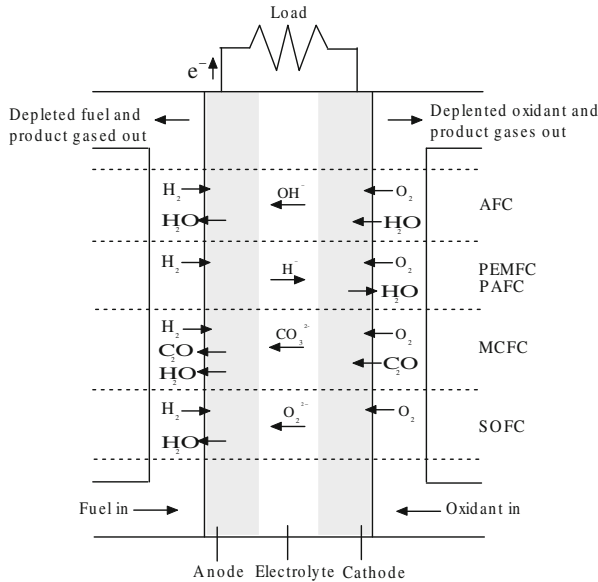 Load
e⁻
Depleted fuel and
product gased out
Deplented oxidant and
product gases out
H₂
OH⁻
O₂
H₂O
H₂O
AFC
H₂
H⁻
O₂
H₂O
PEMFC
PAFC
H₂
CO₃²⁻
O₂
C₂O
C₂O
H₂O
MCFC
H₂
O₂²⁻
O₂
H₂O
SOFC
Fuel in
Oxidant in
Anode Electrolyte Cathode